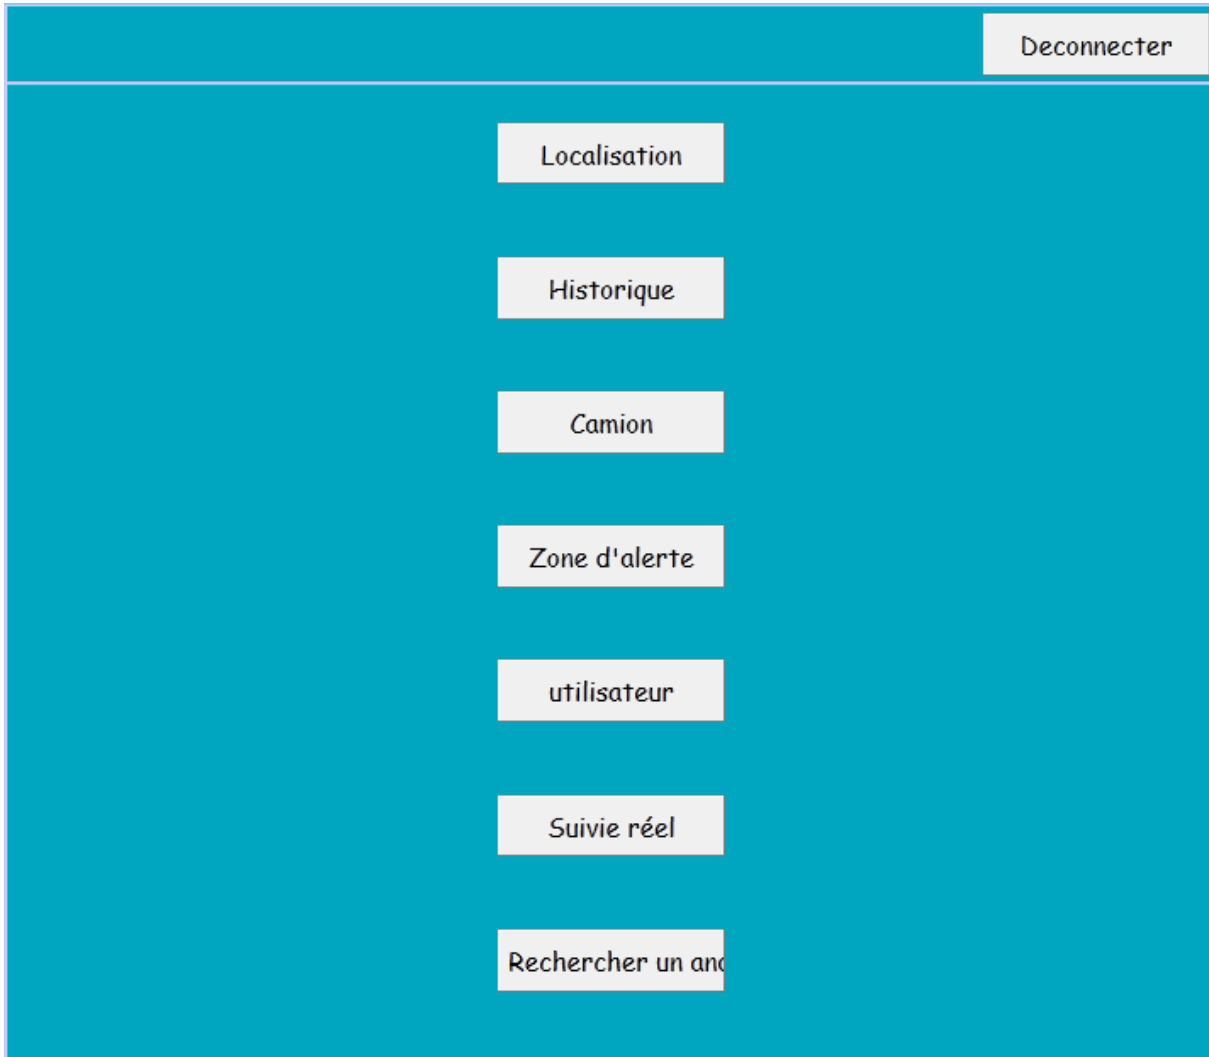 Deconnecter
Localisation
Historique
Camion
Zone d'alerte
utilisateur
Suivie réel
Rechercher un